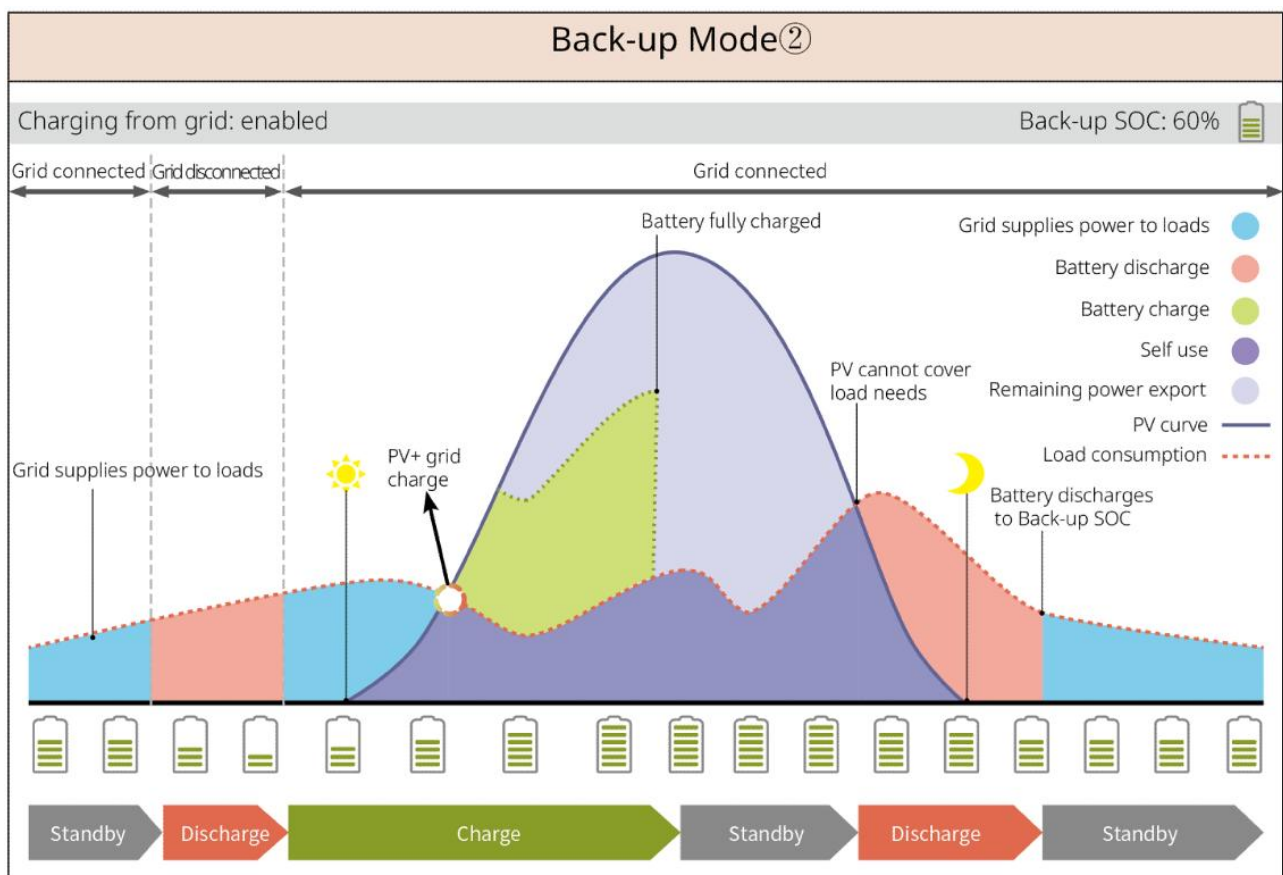 Back-up Mode②
Charging from grid: enabled
Back-up SOC: 60%
Grid connected
Grid disconnected
Grid connected
Battery fully charged
Grid supplies power to loads
Battery discharge
Battery charge
Self use
Remaining power export
PV curve
Load consumption
PV cannot cover
load needs
PV+ grid
charge
Grid supplies power to loads
Battery discharges
to Back-up SOC
Standby
Discharge
Charge
Standby
Discharge
Standby